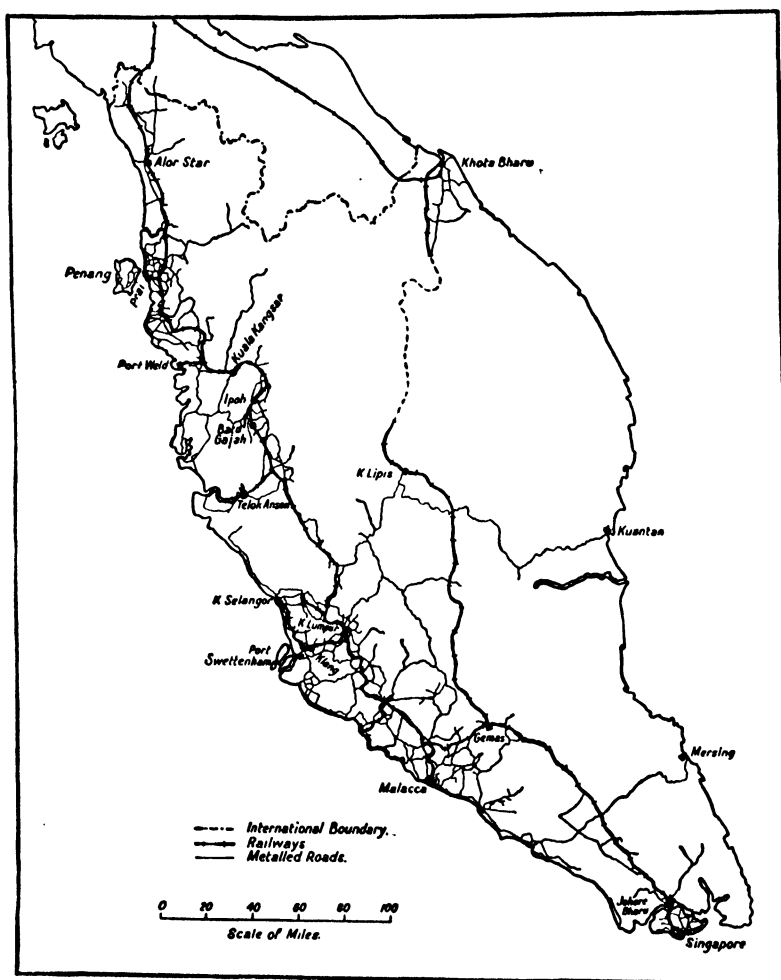 Alor Star
Khota Bharu
Penang
Prai
Kuala Kangsar
Port Weld
Ipoh
Batu
Gajah
K Lipis
Telok Anson
Kuantan
K Selangor
K Lumpur
Port
Swettenham
Klang
Gemas
Mersing
Malacca
International Boundary.
Railways
Metalled Roads.
0 20 40 60 80 100
Scale of Miles.
Johore
Bharu
Singapore